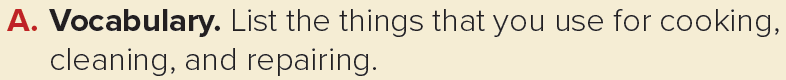 A. Vocabulary. List the things that you use for cooking,
cleaning, and repairing.